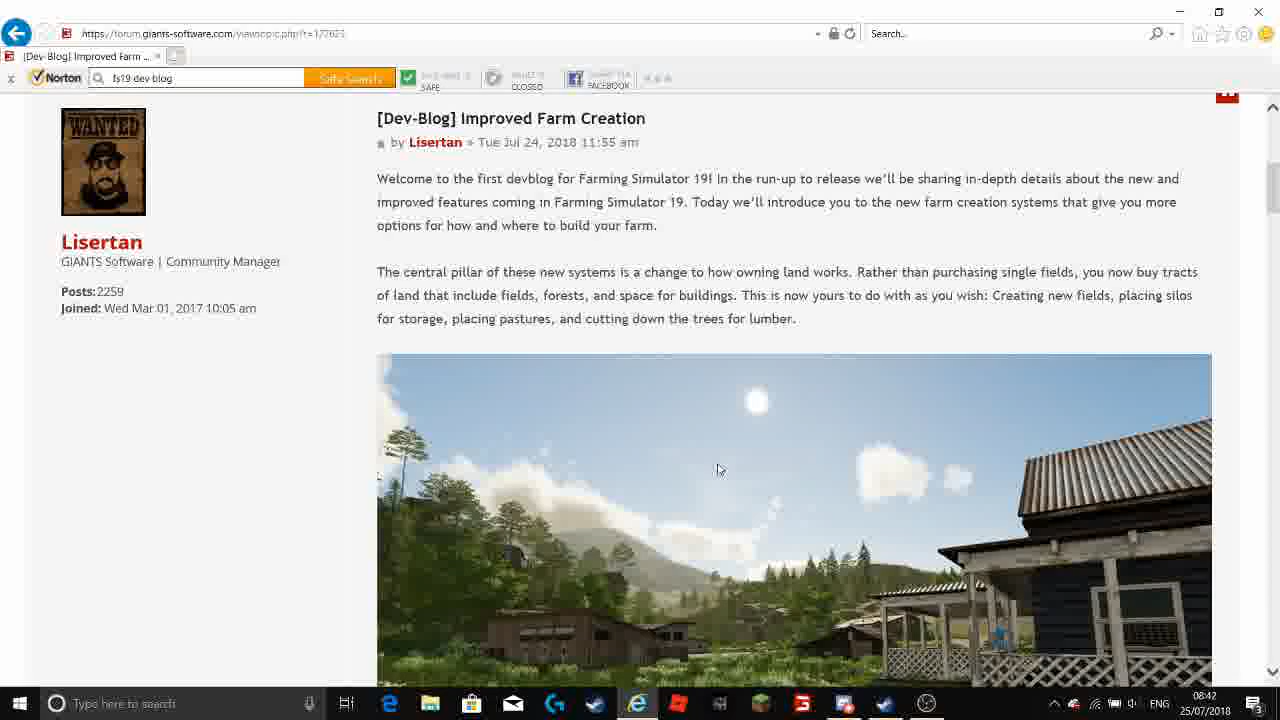 https://forum.giants-software.com/viewtopic.php?
Search...
[Dev-Blog] Improved Farm ...
Norton
fs19 dev blog
Safe Search
SAFE
CLOSED
FACEBOOK
WANTED
[Dev-Blog] Improved Farm Creation
by Lisertan » Tue Jul 24, 2018 11:55 am
Welcome to the first devblog for Farming Simulator 19! In the run-up to release we'll be sharing in-depth details about the new and
improved features coming in Farming Simulator 19. Today we'll introduce you to the new farm creation systems that give you more
options for how and where to build your farm.
Lisertan
GIANTS Software | Community Manager
Posts:2259
Joined: Wed Mar 01, 2017 10:05 am
The central pillar of these new systems is a change to how owning land works. Rather than purchasing single fields, you now buy tracts
of land that include fields, forests, and space for buildings. This is now yours to do with as you wish: Creating new fields, placing silos
for storage, placing pastures, and cutting down the trees for lumber.
Type here to search
ENG
08:42
25/07/2018
3